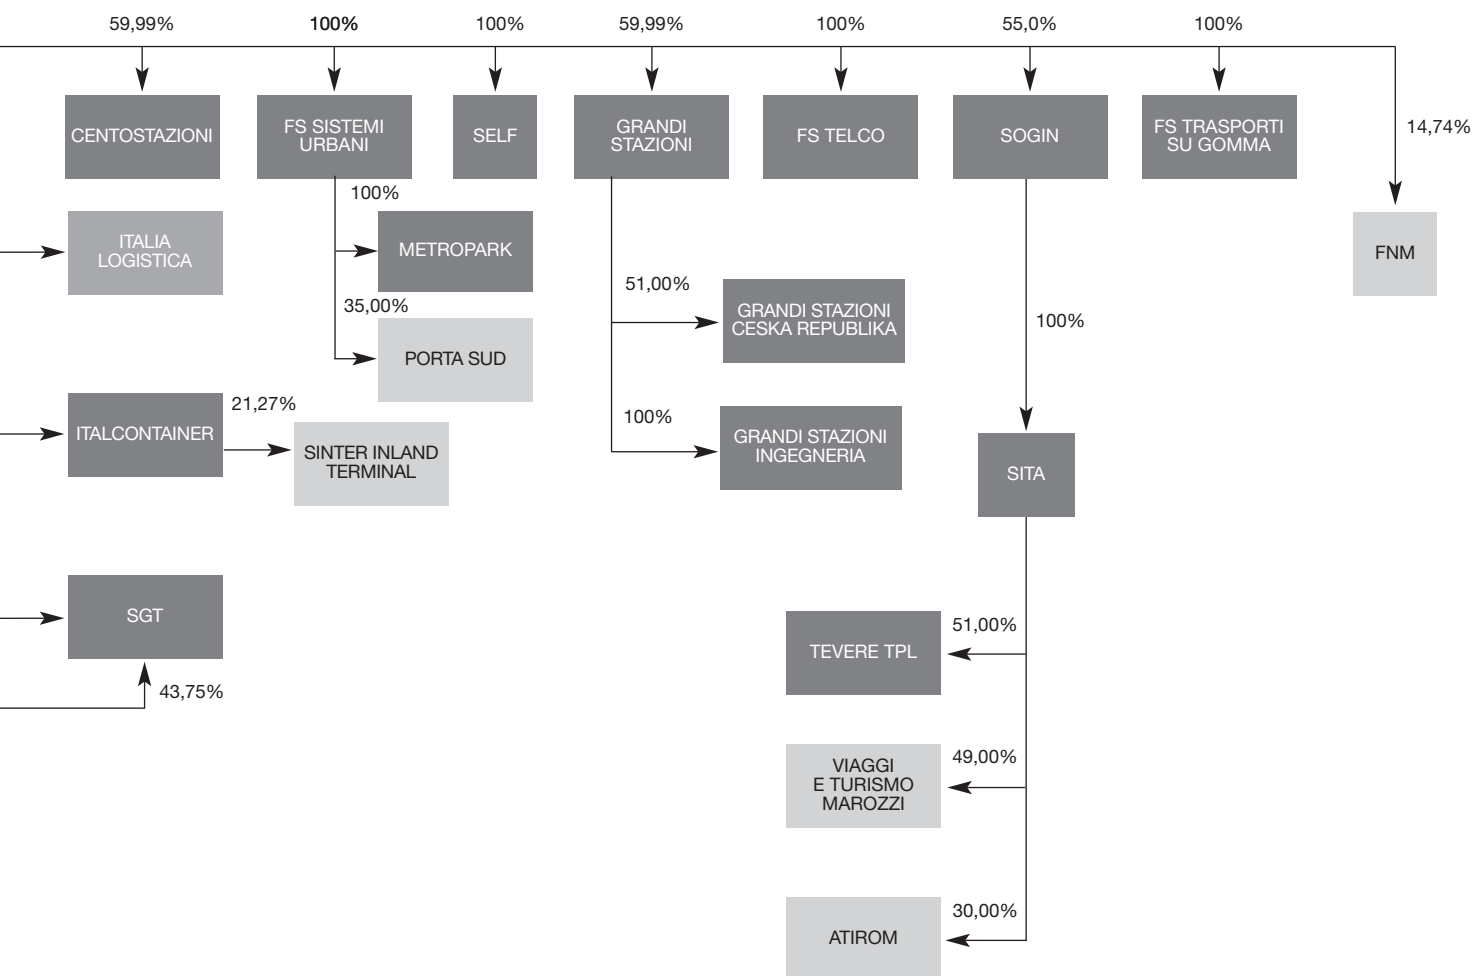 59,99%
100%
100%
59,99%
100%
55,0%
100%
CENTOSTAZIONI
FS SISTEMI
URBANI
SELF
GRANDI
STAZIONI
FS TELCO
SOGIN
FS TRASPORTI
SU GOMMA
14,74%
100%
ITALIA
LOGISTICA
METROPARK
FNM
51,00%
35,00%
GRANDI STAZIONI
CESKA REPUBLIKA
100%
PORTA SUD
21,27%
100%
ITALCONTAINER
SINTER INLAND
TERMINAL
GRANDI STAZIONI
INGEGNERIA
SITA
SGT
51,00%
TEVERE TPL
43,75%
49,00%
VIAGGI
E TURISMO
MAROZZI
30,00%
ATIROM